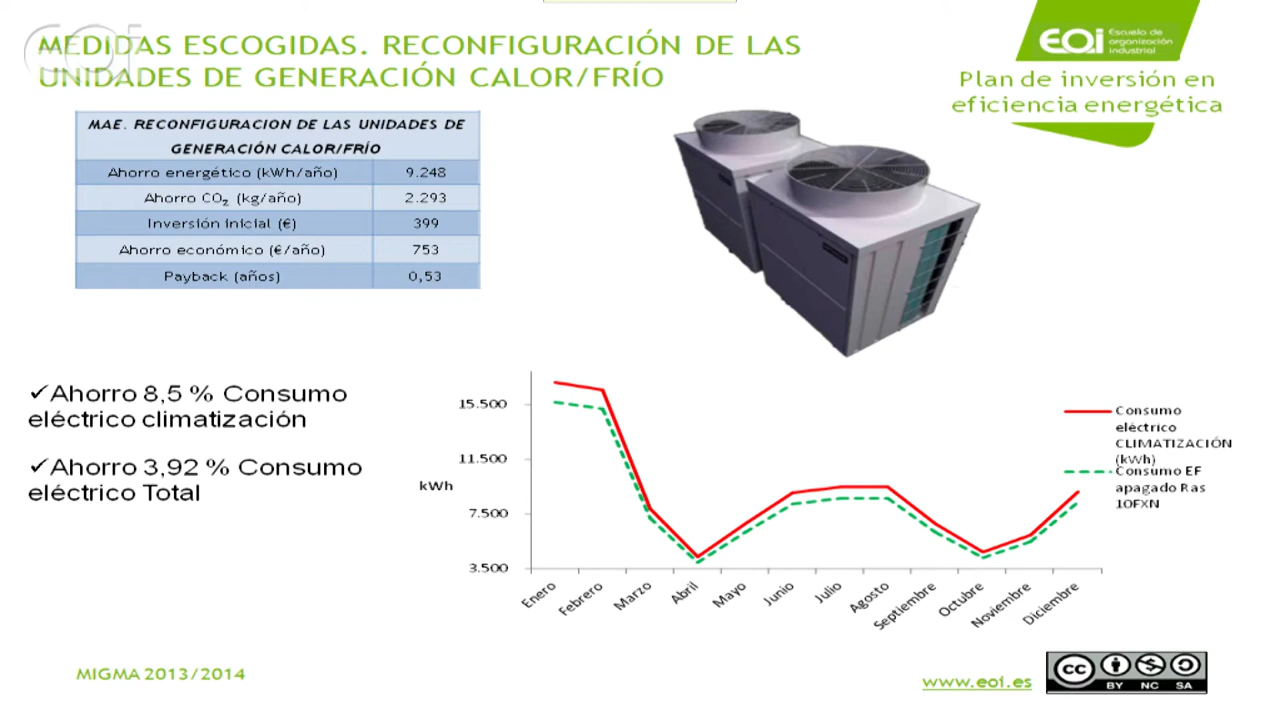 eoi
MEDIDAS ESCOGIDAS. RECONFIGURACIÓN DE LAS
UNIDADES DE GENERACIÓN CALOR/FRÍO
EOi Escuela de
organización
industrial
Plan de inversión en
eficiencia energética
MAE. RECONFIGURACION DE LAS UNIDADES DE
GENERACIÓN CALOR/FRÍO
Ahorro energético (kWh/año) 9.248
Ahorro CO₂ (kg/año) 2.293
Inversión inicial (€) 399
Ahorro económico (€/año) 753
Payback (años) 0,53
✓Ahorro 8,5 % Consumo
eléctrico climatización
✓Ahorro 3,92 % Consumo
eléctrico Total
kWh
15.500
11.500
7.500
3.500
Enero
Febrero
Marzo
Abril
Mayo
Junio
Julio
Agosto
Septiembre
Octubre
Noviembre
Diciembre
Consumo
eléctrico
CLIMATIZACIÓN
(kWh)
Consumo EF
apagado Ras
10FXN
MIGMA 2013/2014
www.eoi.es
cc
BY NC SA